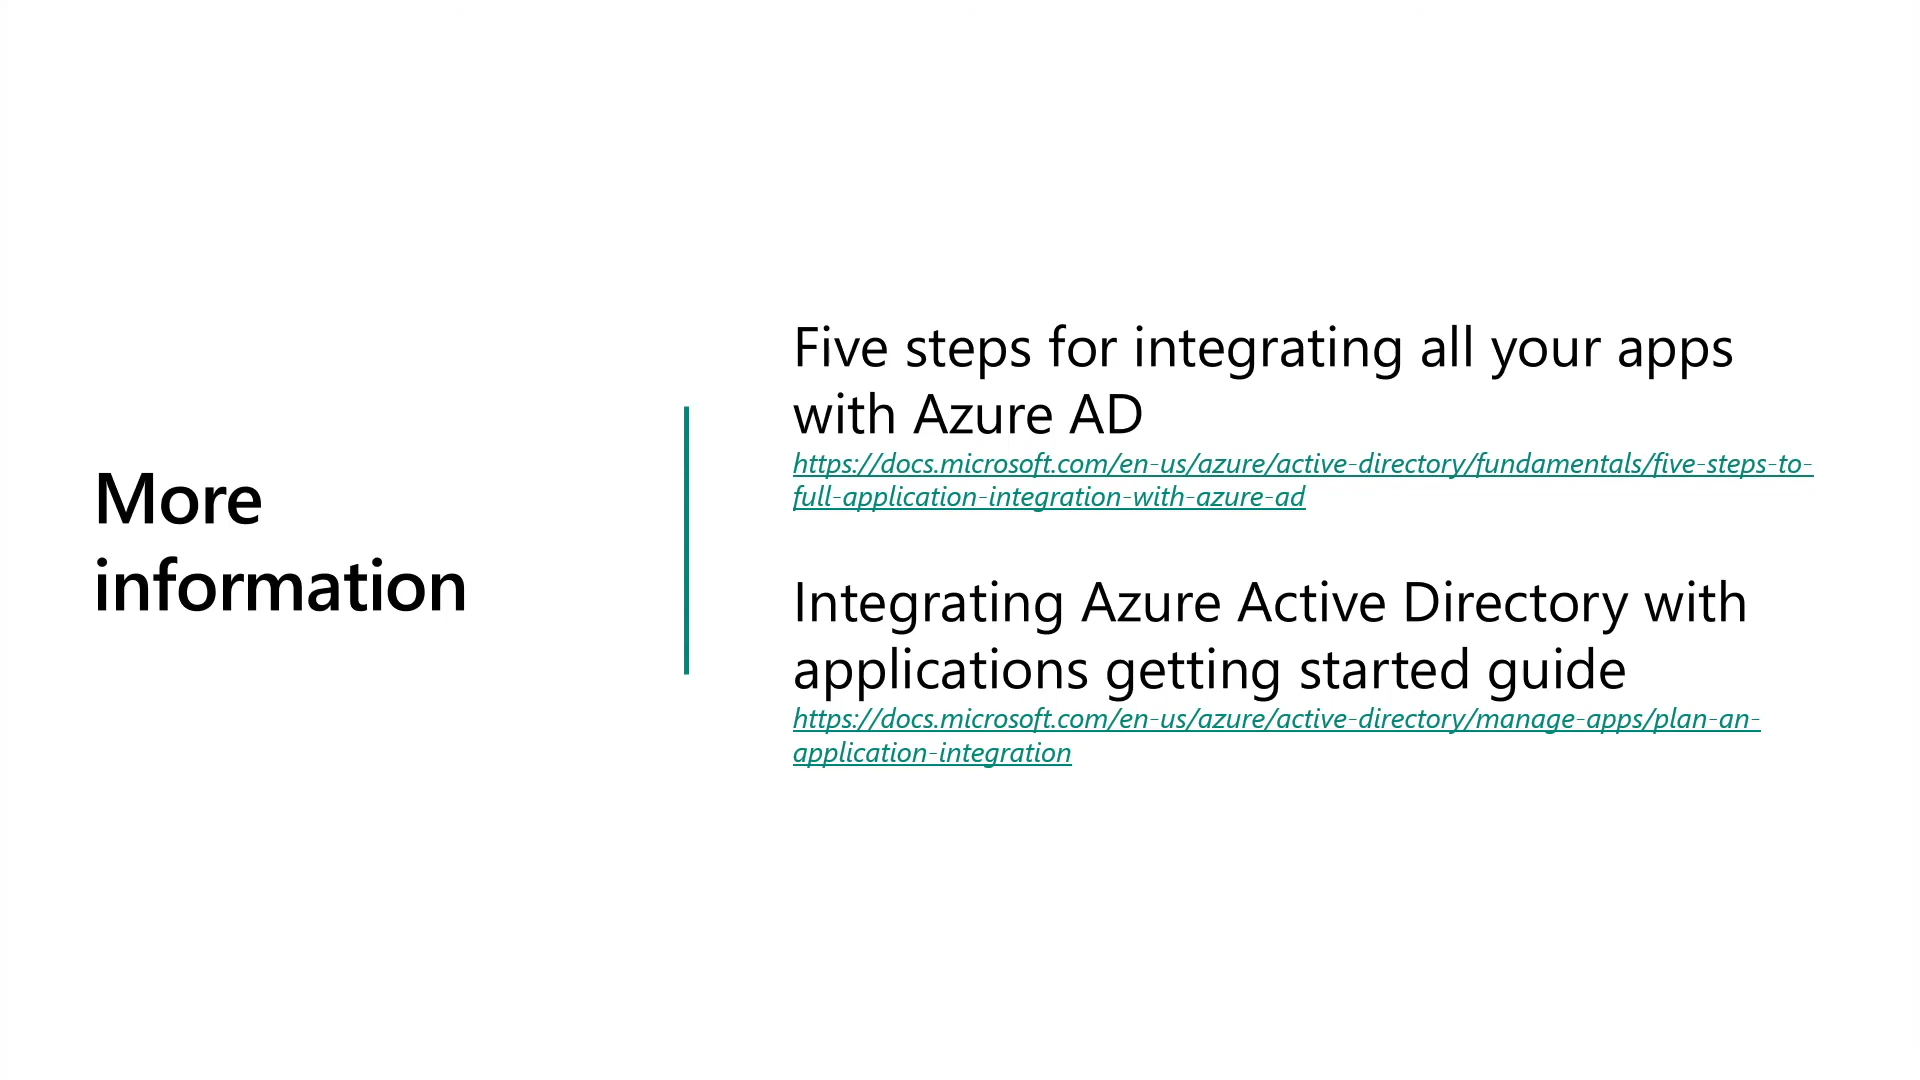 More
information
Five steps for integrating all your apps
with Azure AD
https://docs.microsoft.com/en-us/azure/active-directory/fundamentals/five-steps-to-
full-application-integration-with-azure-ad
Integrating Azure Active Directory with
applications getting started guide
https://docs.microsoft.com/en-us/azure/active-directory/manage-apps/plan-an-
application-integration